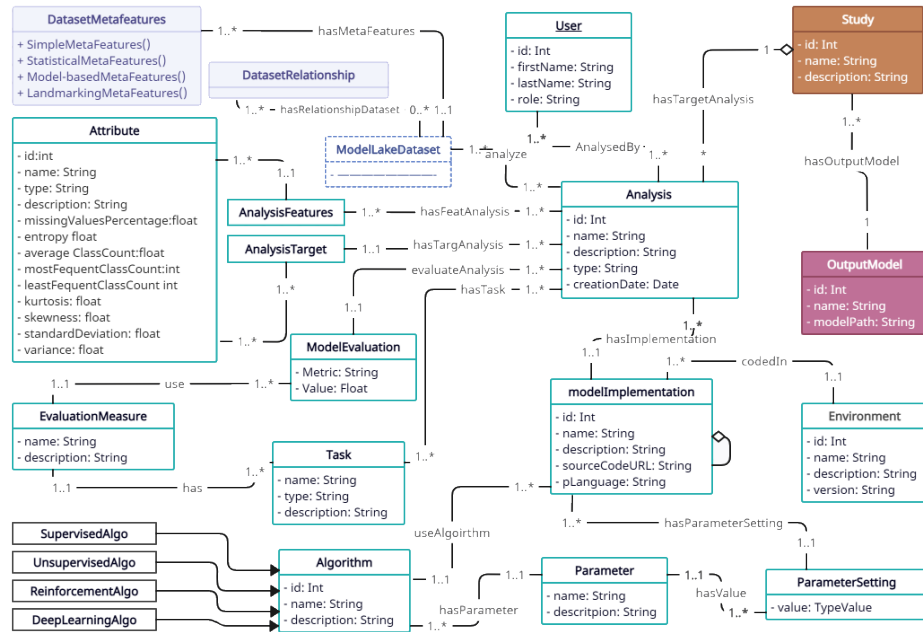 DatasetMetafeatures
+ SimpleMetaFeatures()
+ StatisticalMetaFeatures()
+ Model-basedMetaFeatures()
+ LandmarkingMetaFeatures()
1..*
hasMetaFeatures
DatasetRelationship
1..*
hasRelationshipDataset
0..*
1..1
User
- id: Int
- firstName: String
- lastName: String
- role: String
Study
- id: Int
- name: String
- description: String
1
hasTargetAnalysis
1..*
hasOutputModel
1
Attribute
- id:int
- name: String
- type: String
- description: String
- missingValuesPercentage:float
- entropy float
- average ClassCount:float
- mostFequentClassCount:int
- leastFequentClassCount int
- kurtosis: float
- skewness: float
- standardDeviation: float
- variance: float
1..*
1..1
ModelLakeDataset
1..*
analyze
1..*
1..*
AnalysedBy
1..*
*
AnalysisFeatures
1..*
hasFeatAnalysis
1..*
AnalysisTarget
1..1
hasTargAnalysis
1..*
evaluateAnalysis
1..*
hasTask
1..*
Analysis
- id: Int
- name: String
- description: String
- type: String
- creationDate: Date
OutputModel
- id: Int
- name: String
- modelPath: String
1..1
1..*
1..*
hasImplementation
1..1
1..*
codedIn
1..1
ModelEvaluation
- Metric: String
- Value: Float
1..1
use
1..*
EvaluationMeasure
- name: String
- description: String
1..1
has
1..*
Task
- name: String
- type: String
- description: String
1..*
modelImplementation
- id: Int
- name: String
- description: String
- sourceCodeURL: String
- pLanguage: String
Environment
- id: Int
- name: String
- description: String
- version: String
1..*
useAlgoirthm
1..1
1..*
hasParameterSetting
1..1
SupervisedAlgo
UnsupervisedAlgo
ReinforcementAlgo
DeepLearningAlgo
Algorithm
- id: Int
- name: String
- description: String
1..*
hasParameter
1..1
Parameter
- name: String
- descritpion: String
1..1
hasValue
1..*
ParameterSetting
- value: TypeValue